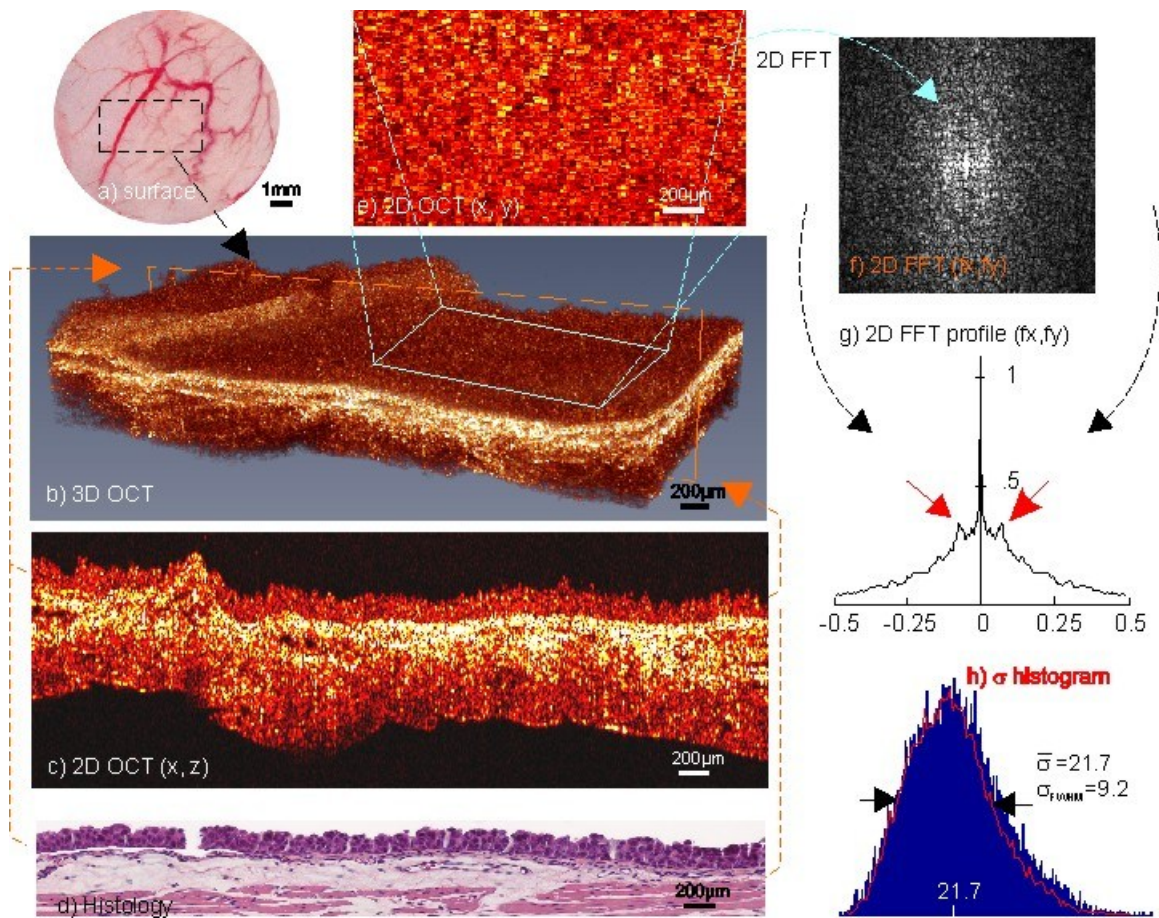 a) surface
1mm
e) 2D OCT (x, y)
200µm
2D FFT
f) 2D FFT (fx,fy)
b) 3D OCT
200µm
g) 2D FFT profile (fx,fy)
1
.5
-0.5 -0.25 0 0.25 0.5
c) 2D OCT (x, z)
200µm
d) Histology
200µm
h) σ histogram
σ̅ =21.7
σFWHM=9.2
21.7